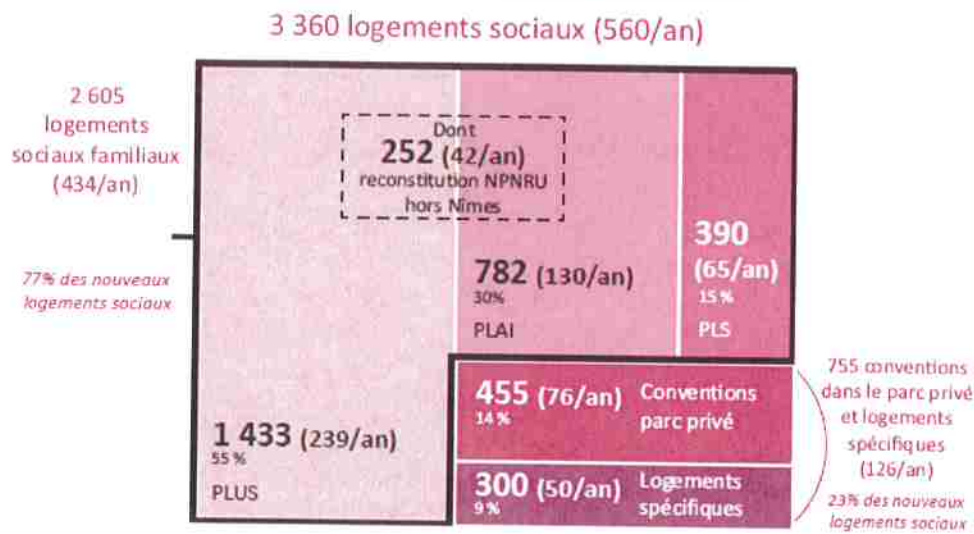 3 360 logements sociaux (560/an)
2 605
logements
sociaux familiaux
(434/an)
77% des nouveaux
logements sociaux
Dont
252 (42/an)
reconstitution NPNRU
hors Nîmes
390
(65/an)
15 %
PLS
782 (130/an)
30%
PLAI
1 433 (239/an)
55 %
PLUS
455 (76/an)
14 %
Conventions
parc privé
300 (50/an)
9 %
Logements
spécifiques
755 conventions
dans le parc privé
et logements
spécifiques
(126/an)
23% des nouveaux
logements sociaux